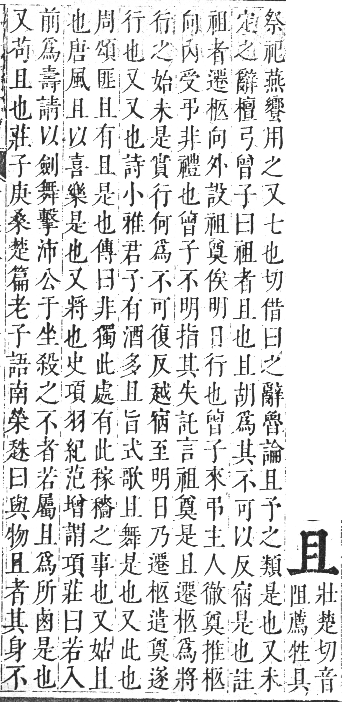 且
壯楚切音
阻薦牲具
祭祀燕饗用之又七也切借曰之辭魯論且予之類是也又未
定之辭檀弓曾子曰祖者且也且胡爲其不可以反宿是也註
祖者遷柩向外設祖奠俟明日行也曾子來弔主人徹奠推柩
向內受弔非禮也曾子不明指其失託言祖奠是且遷柩爲將
行之始未是實行何爲不可復反越宿至明日乃遷柩遣奠遂
行也又又也詩小雅君子有酒多且旨式歌且舞是也又此也
周頌匪且有且是也傳曰非獨此處有此稼穡之事也又姑且
也唐風且以喜樂是也又將也史項羽紀范增謂項莊曰若入
前爲壽請以劍舞擊沛公于坐殺之不者若屬且爲所鹵是也
又苟且也莊子庚桑楚篇老子語南榮趎曰與物且者其身不